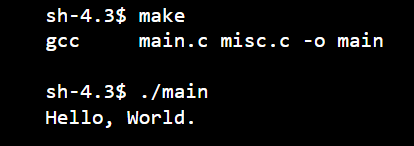 sh-4.3$ make
gcc     main.c misc.c -o main
sh-4.3$ ./main
Hello, World.